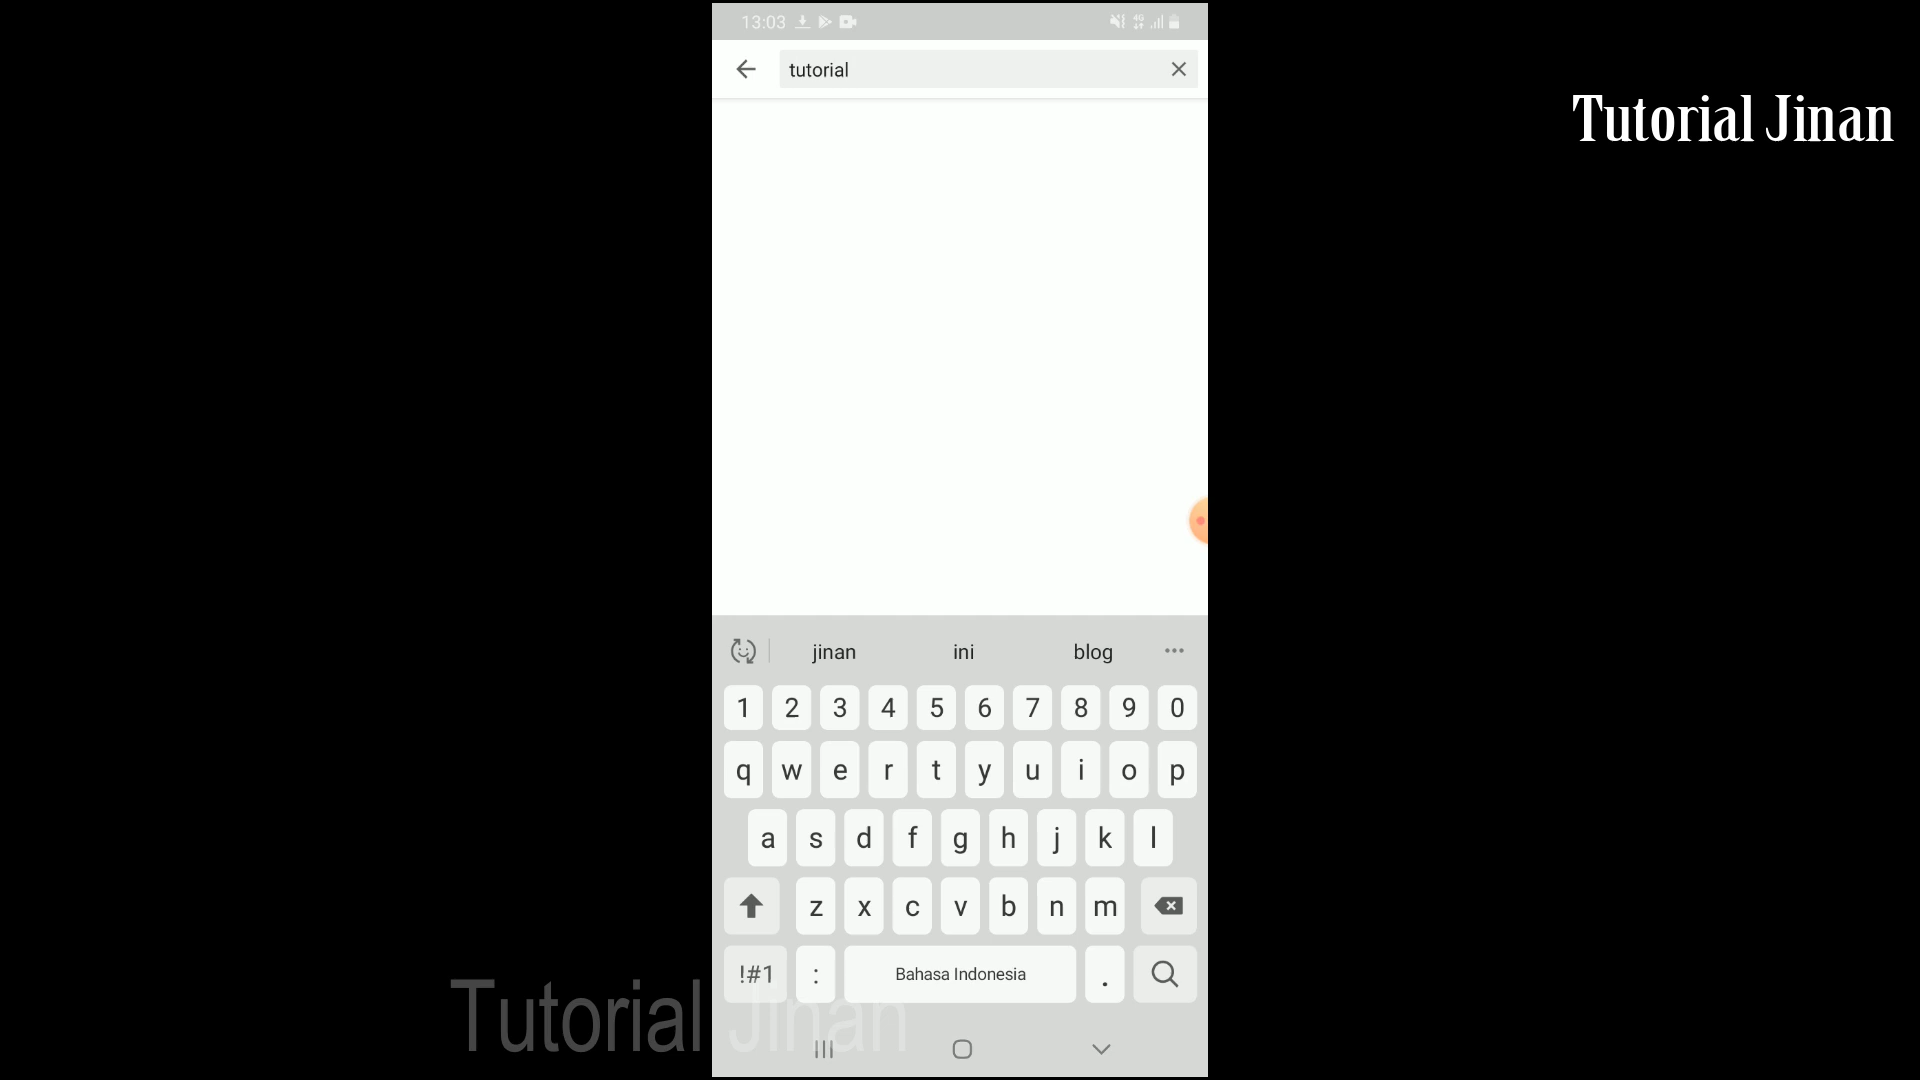 13:03
4G
tutorial
Tutorial Jinan
jinan ini blog
1 2 3 4 5 6 7 8 9 0
q w e r t y u i o p
a s d f g h j k l
z x c v b n m
!#1 : Bahasa Indonesia .
Tutorial Jinan